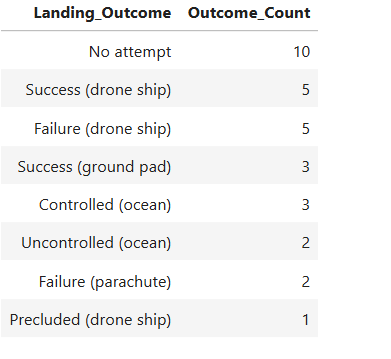 Landing_Outcome Outcome_Count
No attempt 10
Success (drone ship) 5
Failure (drone ship) 5
Success (ground pad) 3
Controlled (ocean) 3
Uncontrolled (ocean) 2
Failure (parachute) 2
Precluded (drone ship) 1